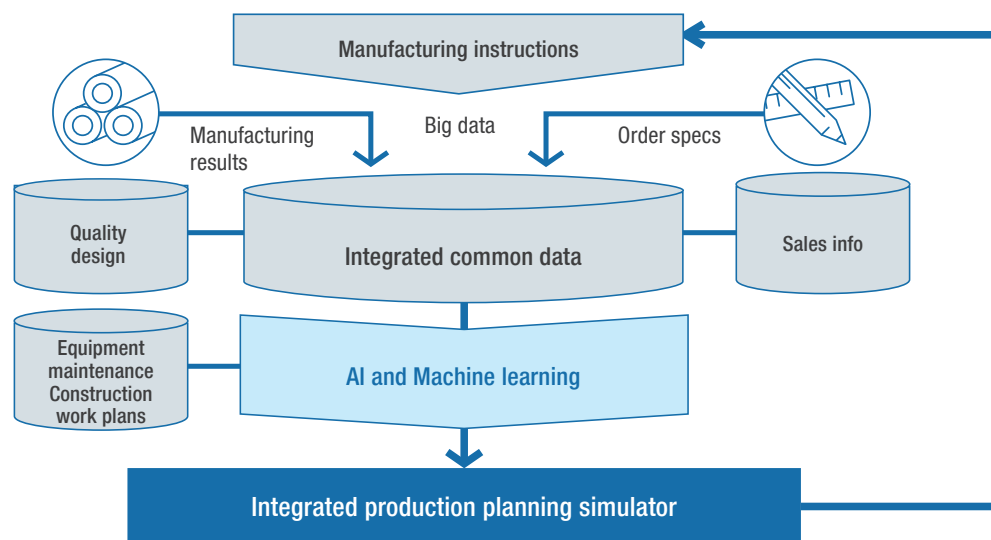 Manufacturing instructions
Big data
Manufacturing
results
Order specs
Quality
design
Integrated common data
Sales info
Equipment
maintenance
Construction
work plans
AI and Machine learning
Integrated production planning simulator